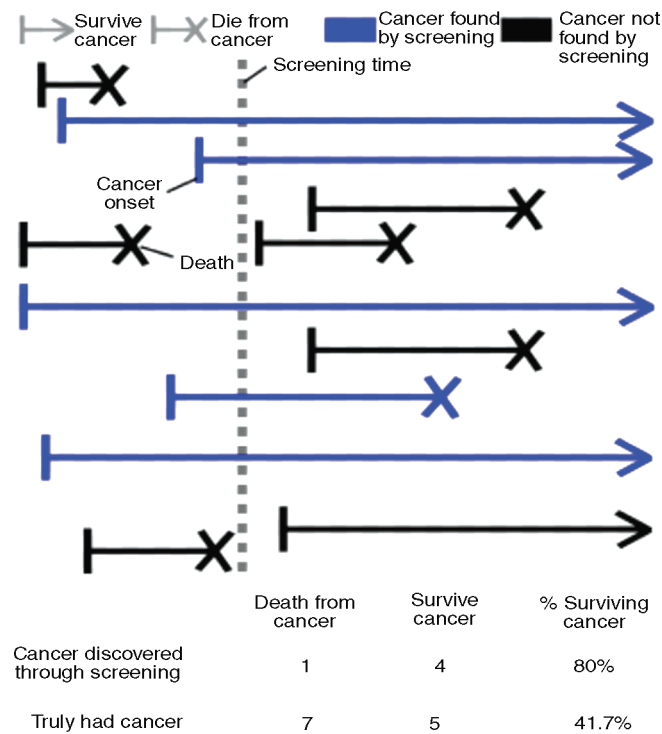 Survive cancer
Die from cancer
Cancer found by screening
Cancer not found by screening
Screening time
Cancer onset
Death
Death from cancer
Survive cancer
% Surviving cancer
Cancer discovered through screening
1
4
80%
Truly had cancer
7
5
41.7%